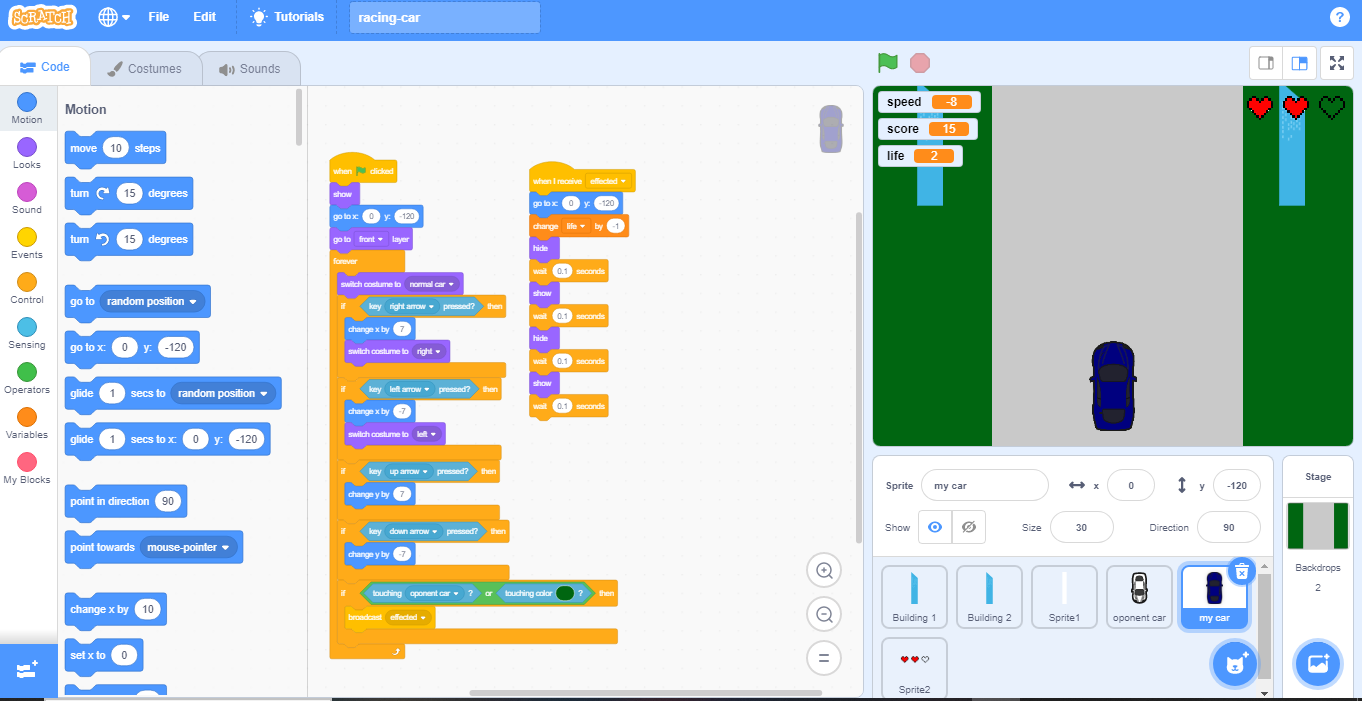 SCRATCH
File
Edit
Tutorials
racing-car
?
Code
Costumes
Sounds
Motion
Looks
Sound
Events
Control
Sensing
Operators
Variables
My Blocks
Motion
move 10 steps
turn 15 degrees
turn 15 degrees
go to random position
go to x: 0 y: -120
glide 1 secs to random position
glide 1 secs to x: 0 y: -120
point in direction 90
point towards mouse-pointer
change x by 10
set x to 0
when clicked
show
go to x: 0 y: -120
go to front layer
forever
switch costume to normal car
if key right arrow pressed? then
change x by 7
switch costume to right
if key left arrow pressed? then
change x by -7
switch costume to left
if key up arrow pressed? then
change y by 7
if key down arrow pressed? then
change y by -7
if touching oponent car ? or touching color ? then
broadcast effected
when I receive effected
go to x: 0 y: -120
change life by -1
hide
wait 0.1 seconds
show
wait 0.1 seconds
hide
wait 0.1 seconds
show
wait 0.1 seconds
speed -8
score 15
life 2
Sprite my car x 0 y -120
Show Size 30 Direction 90
Building 1
Building 2
Sprite1
oponent car
my car
Sprite2
Stage
Backdrops
2